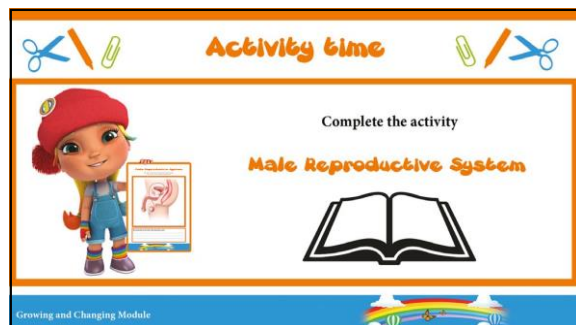 Activity time
Complete the activity
Male Reproductive System
Growing and Changing Module